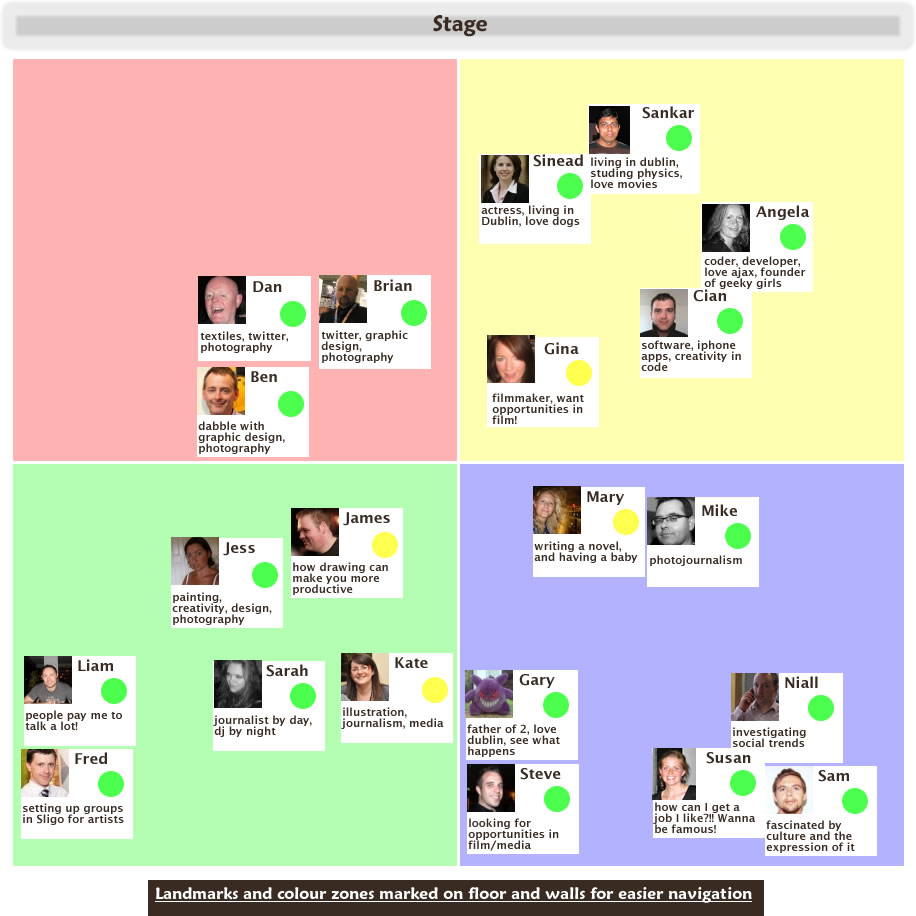 Stage
Sankar
living in dublin,
studing physics,
love movies
Sinead
actress, living in
Dublin, love dogs
Angela
coder, developer,
love ajax, founder
of geeky girls
Cian
software, iphone
apps, creativity in
code
Gina
filmmaker, want
opportunities in
film!
Dan
textiles, twitter,
photography
Brian
twitter, graphic
design,
photography
Ben
dabble with
graphic design,
photography
James
how drawing can
make you more
productive
Jess
painting,
creativity, design,
photography
Liam
people pay me to
talk a lot!
Sarah
journalist by day,
dj by night
Kate
illustration,
journalism, media
Fred
setting up groups
in Sligo for artists
Mary
writing a novel,
and having a baby
Mike
photojournalism
Gary
father of 2, love
dublin, see what
happens
Niall
investigating
social trends
Steve
looking for
opportunities in
film/media
Susan
how can I get a
job I like?!! Wanna
be famous!
Sam
fascinated by
culture and the
expression of it
Landmarks and colour zones marked on floor and walls for easier navigation